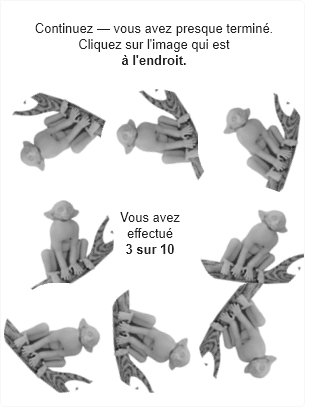 Continuez — vous avez presque terminé.
Cliquez sur l'image qui est
à l'endroit.
Vous avez
effectué
3 sur 10